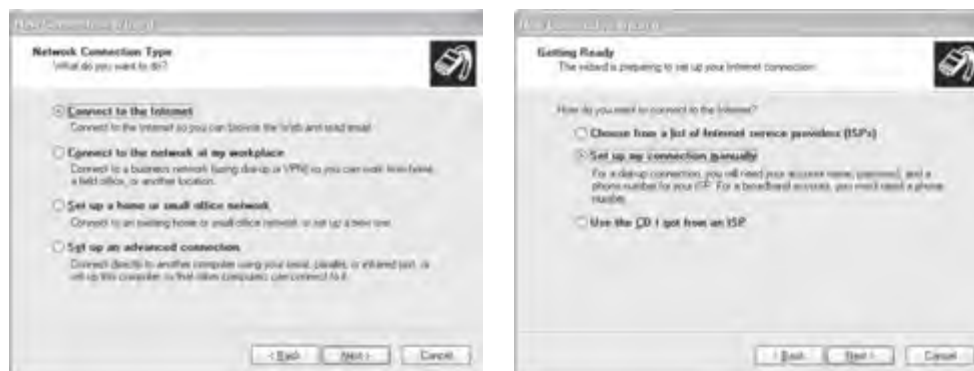 New Connection Wizard
Network Connection Type
What do you want to do?
Connect to the Internet
Connect to the Internet so you can browse the Web and read email.
Connect to the network at my workplace
Connect to a business network (using dial-up or VPN) so you can work from home,
a field office, or another location.
Set up a home or small office network
Connect to an existing home or small office network or set up a new one.
Set up an advanced connection
Connect directly to another computer using your serial, parallel, or infrared port, or
set up this computer so that other computers can connect to it.
< Back
Next >
Cancel
New Connection Wizard
Getting Ready
The wizard is preparing to set up your Internet connection.
How do you want to connect to the Internet?
Choose from a list of Internet service providers (ISPs)
Set up my connection manually
For a dial-up connection, you will need your account name, password, and a
phone number for your ISP. For a broadband account, you won't need a phone
number.
Use the CD I got from an ISP
< Back
Next >
Cancel